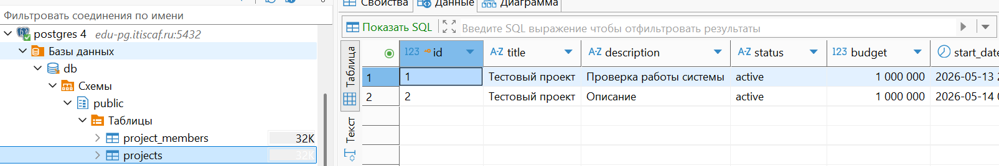 Свойства Данные Диаграмма
Фильтровать соединения по имени
postgres 4 edu-pg.itiscaf.ru:5432
Базы данных
db
Схемы
public
Таблицы
project_members 32K
projects 32K
Показать SQL Введите SQL выражение чтобы отфильтровать результаты
Таблица
Текст
123 id A-Z title A-Z description A-Z status 123 budget start_date
1 1 Тестовый проект Проверка работы системы active 1 000 000 2026-05-13
2 2 Тестовый проект Описание active 1 000 000 2026-05-14